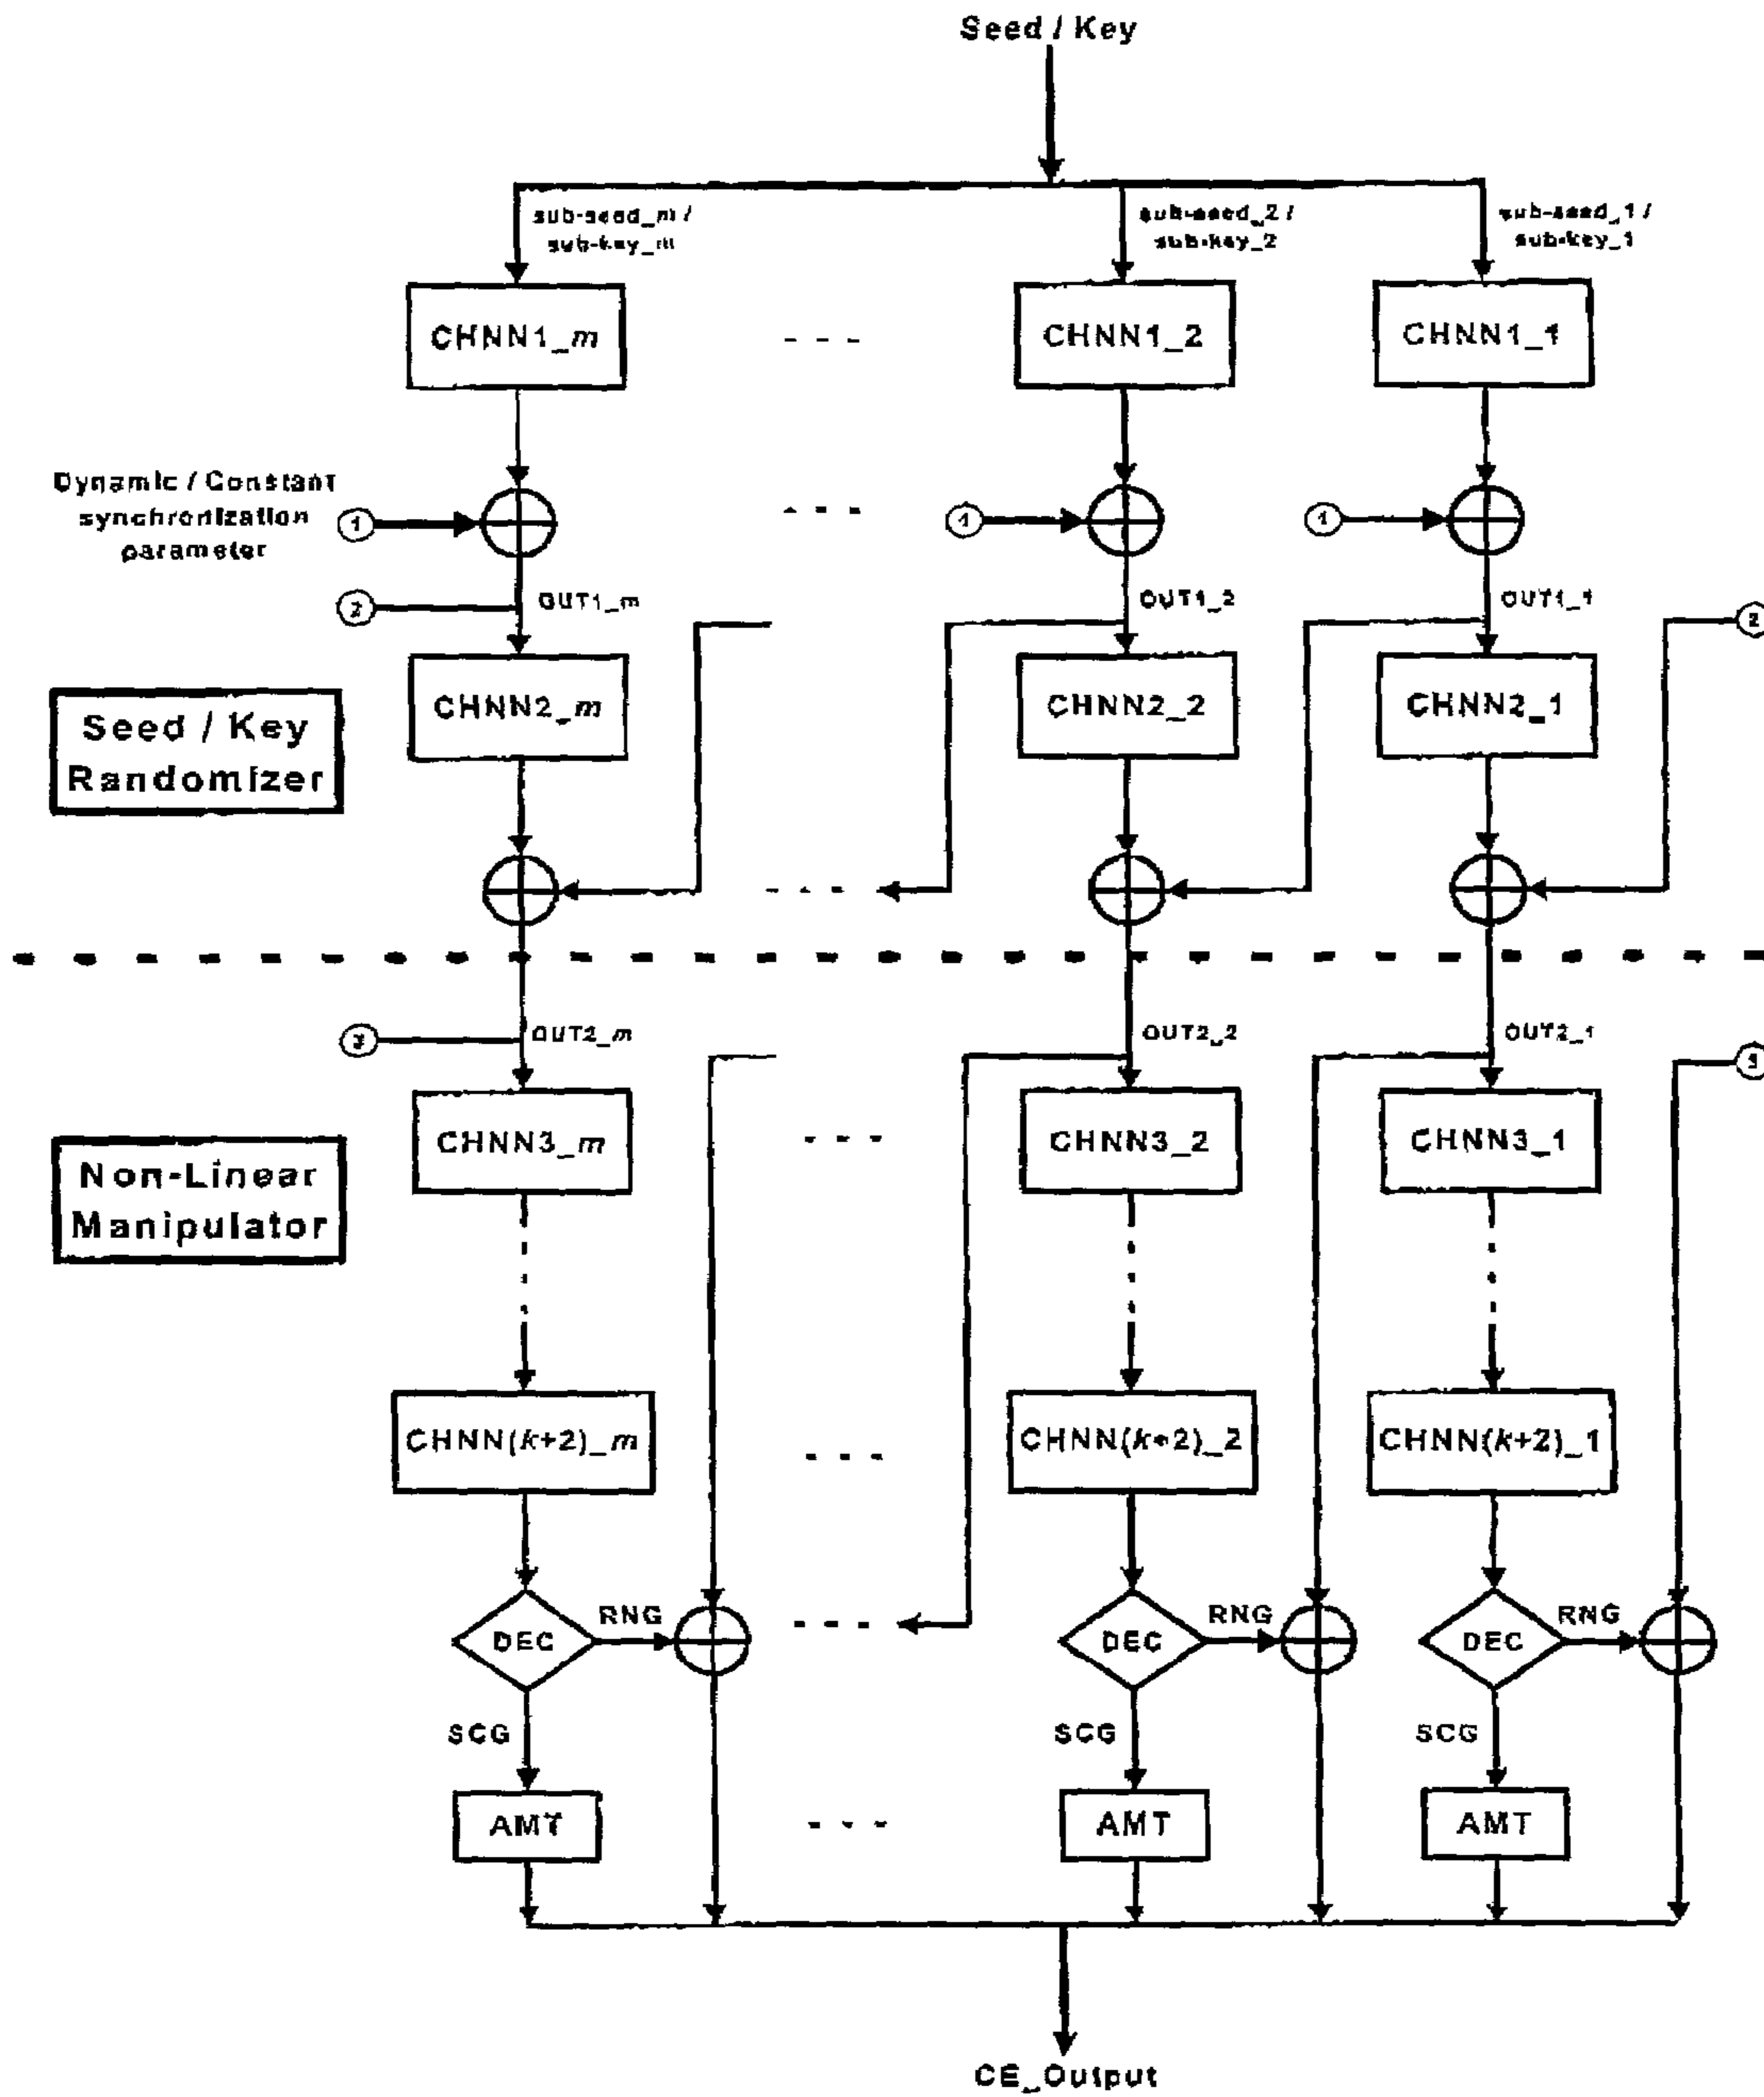 Seed / Key
sub-seed_m /
sub-key_m
sub-seed_2 /
sub-key_2
sub-seed_1 /
sub-key_1
CHNN1_m
- - -
CHNN1_2
CHNN1_1
Dynamic / Constant
synchronization
parameter
1
- - -
1
1
2
OUT1_m
OUT1_2
OUT1_1
2
CHNN2_m
CHNN2_2
CHNN2_1
Seed / Key
Randomizer
3
OUT2_m
OUT2_2
OUT2_1
3
CHNN3_m
- - -
CHNN3_2
CHNN3_1
Non-Linear
Manipulator
CHNN(k+2)_m
- - -
CHNN(k+2)_2
CHNN(k+2)_1
DEC
RNG
- - -
DEC
RNG
DEC
RNG
SCG
SCG
SCG
AMT
- - -
AMT
AMT
CE_Output